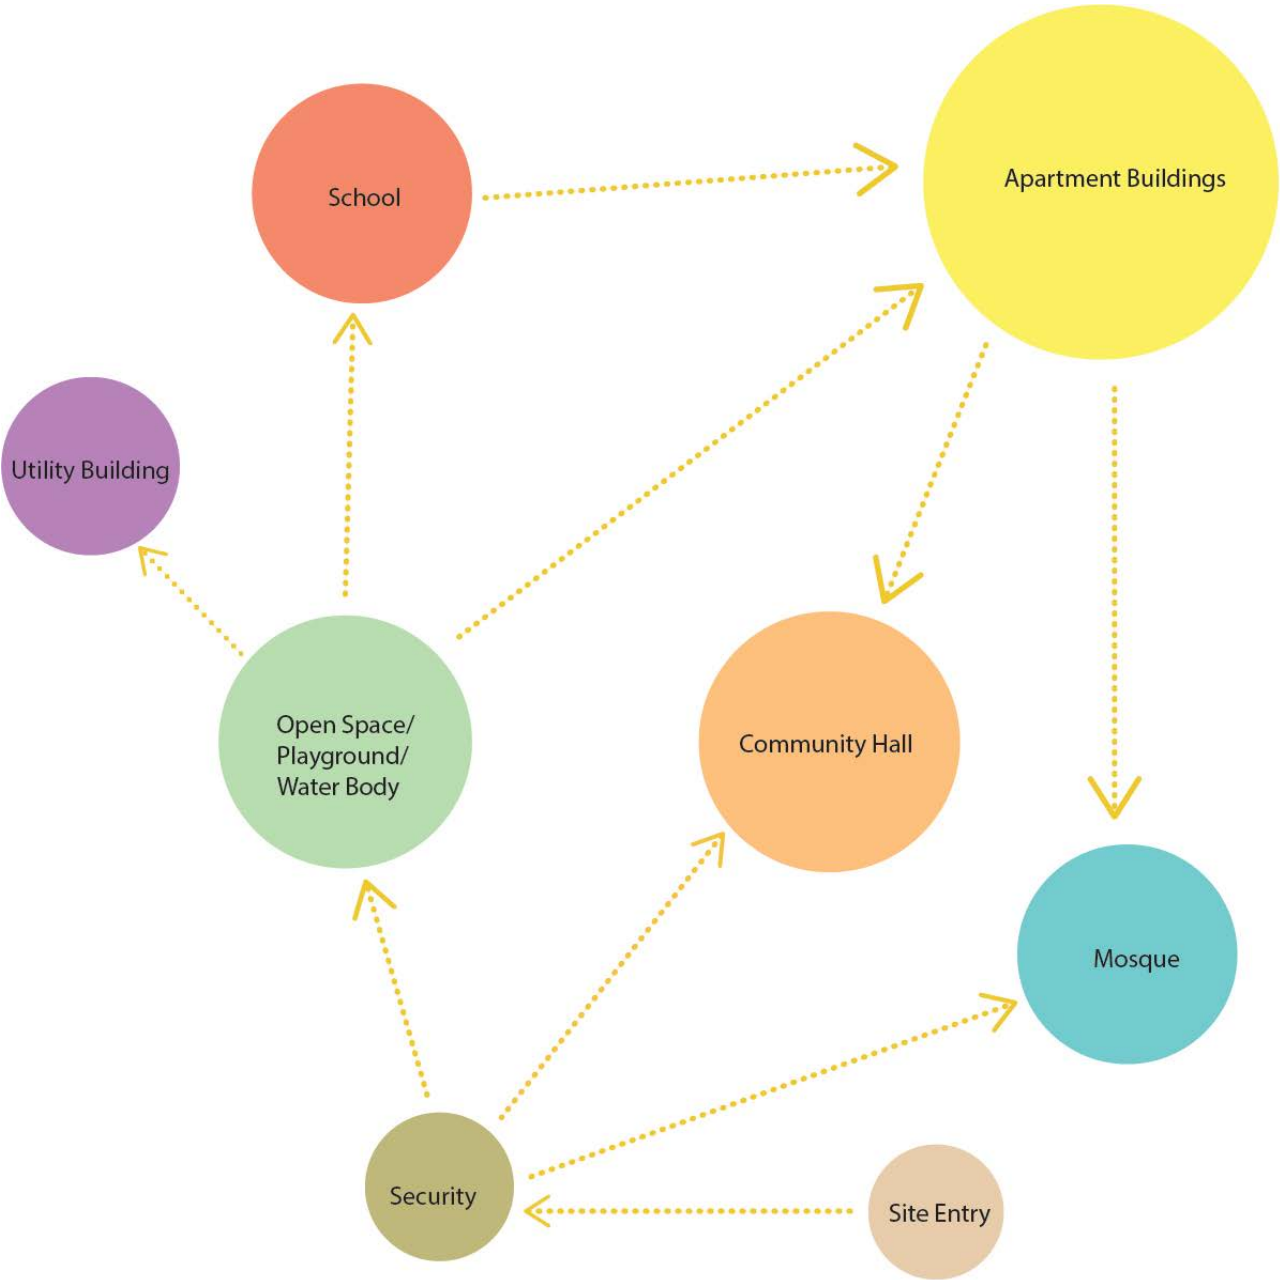 Apartment Buildings
School
Utility Building
Open Space/
Playground/
Water Body
Community Hall
Mosque
Security
Site Entry